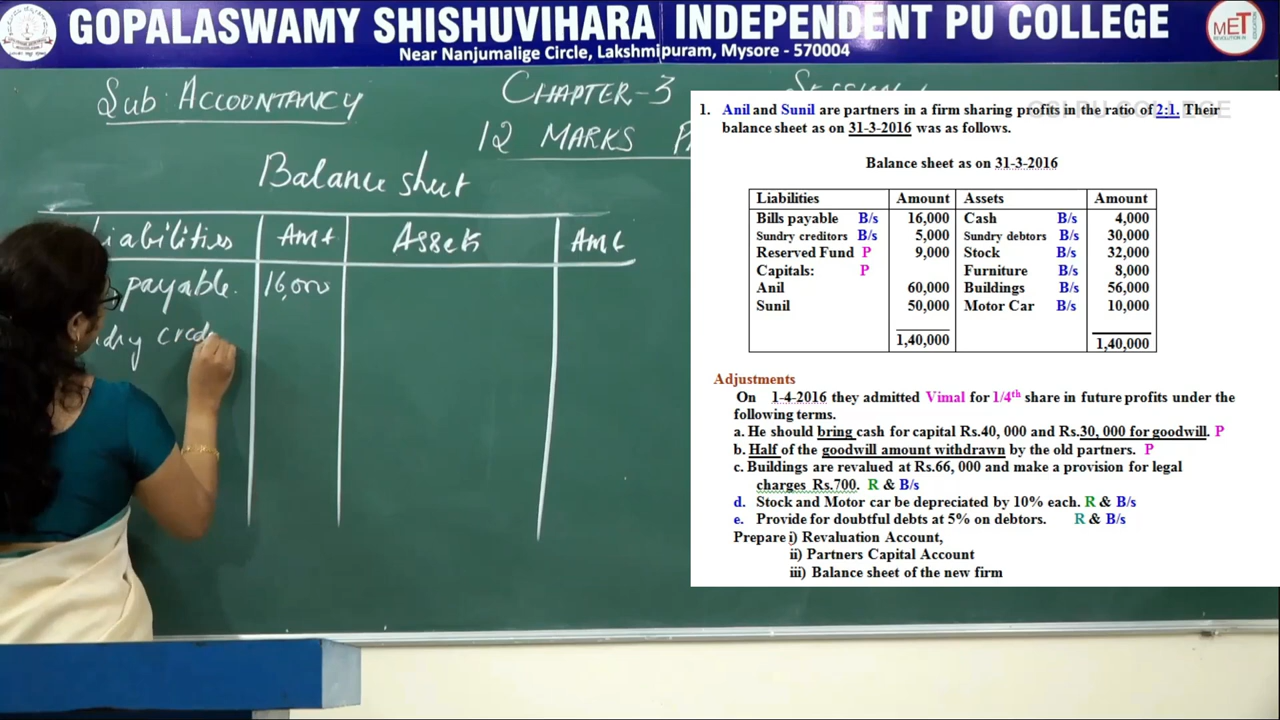 GOPALASWAMY SHISHUVIHARA INDEPENDENT PU COLLEGE
Near Nanjumalige Circle, Lakshmipuram, Mysore - 570004
MET
Sub ACCOUNTANCY
CHAPTER-3
12 MARKS
Balance sheet
Liabilities Amt Assets Amt
payable. 16,000
GSI PU COLLEGE
1. Anil and Sunil are partners in a firm sharing profits in the ratio of 2:1. Their
balance sheet as on 31-3-2016 was as follows.
Balance sheet as on 31-3-2016
Liabilities Amount Assets Amount
Bills payable B/s 16,000 Cash B/s 4,000
Sundry creditors B/s 5,000 Sundry debtors B/s 30,000
Reserved Fund P 9,000 Stock B/s 32,000
Capitals: P Furniture B/s 8,000
Anil 60,000 Buildings B/s 56,000
Sunil 50,000 Motor Car B/s 10,000
1,40,000 1,40,000
Adjustments
On 1-4-2016 they admitted Vimal for 1/4th share in future profits under the
following terms.
a. He should bring cash for capital Rs.40, 000 and Rs.30, 000 for goodwill. P
b. Half of the goodwill amount withdrawn by the old partners. P
c. Buildings are revalued at Rs.66, 000 and make a provision for legal
charges Rs.700. R & B/s
d. Stock and Motor car be depreciated by 10% each. R & B/s
e. Provide for doubtful debts at 5% on debtors. R & B/s
Prepare i) Revaluation Account,
ii) Partners Capital Account
iii) Balance sheet of the new firm